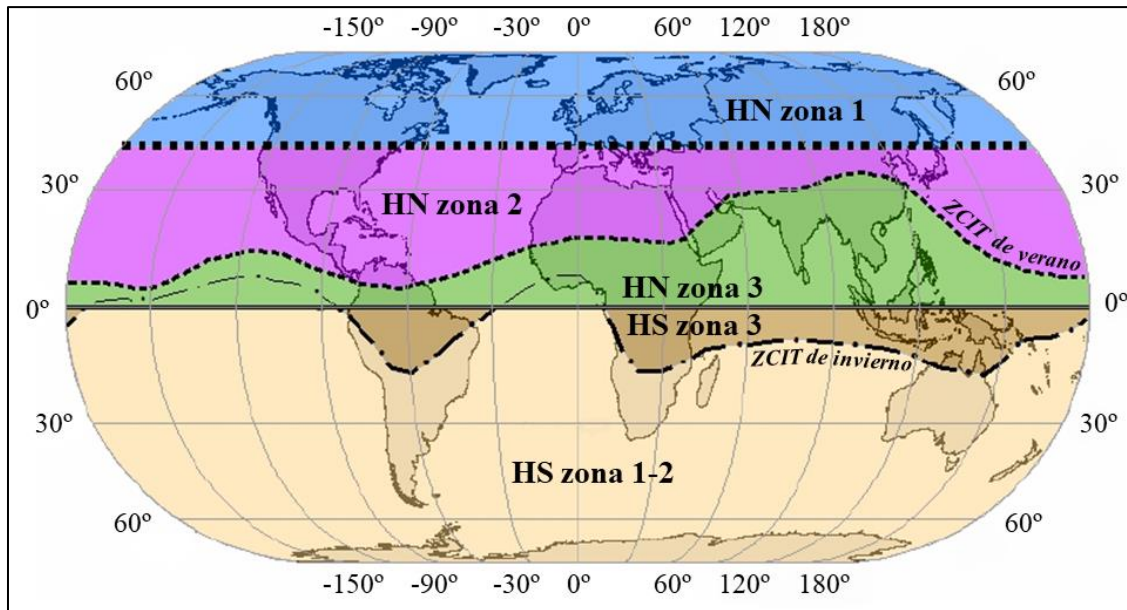 -150º -90º -30º 0º 60º 120º 180º
60º 60º
HN zona 1
30º 30º
HN zona 2
ZCIT de verano
HN zona 3
0º 0º
HS zona 3
ZCIT de invierno
30º 30º
HS zona 1-2
60º 60º
-150º -90º -30º 0º 60º 120º 180º